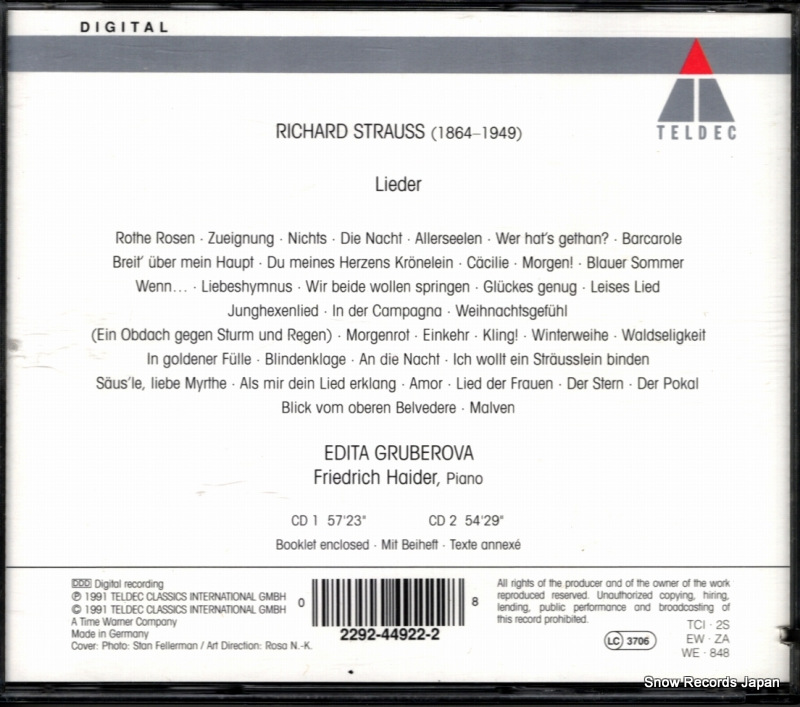 DIGITAL
TELDEC
RICHARD STRAUSS (1864–1949)
Lieder
Rothe Rosen · Zueignung · Nichts · Die Nacht · Allerseelen · Wer hat's gethan? · Barcarole
Breit' über mein Haupt · Du meines Herzens Krönelein · Cäcilie · Morgen! · Blauer Sommer
Wenn... · Liebeshymnus · Wir beide wollen springen · Glückes genug · Leises Lied
Junghexenlied · In der Campagna · Weihnachtsgefühl
(Ein Obdach gegen Sturm und Regen) · Morgenrot · Einkehr · Kling! · Winterweihe · Waldseligkeit
In goldener Fülle · Blindenklage · An die Nacht · Ich wollt ein Sträusslein binden
Säus'le, liebe Myrthe · Als mir dein Lied erklang · Amor · Lied der Frauen · Der Stern · Der Pokal
Blick vom oberen Belvedere · Malven
EDITA GRUBEROVA
Friedrich Haider, Piano
CD 1 57'23" CD 2 54'29"
Booklet enclosed · Mit Beiheft · Texte annexé
DDD Digital recording
℗ 1991 TELDEC CLASSICS INTERNATIONAL GMBH
© 1991 TELDEC CLASSICS INTERNATIONAL GMBH
A Time Warner Company
Made in Germany
Cover: Photo: Stan Fellerman / Art Direction: Rosa N.-K.
0 8
2292-44922-2
All rights of the producer and of the owner of the work
reproduced reserved. Unauthorized copying, hiring,
lending, public performance and broadcasting of
this record prohibited.
LC 3706
TCI · 2S
EW · ZA
WE · 848
Snow Records Japan